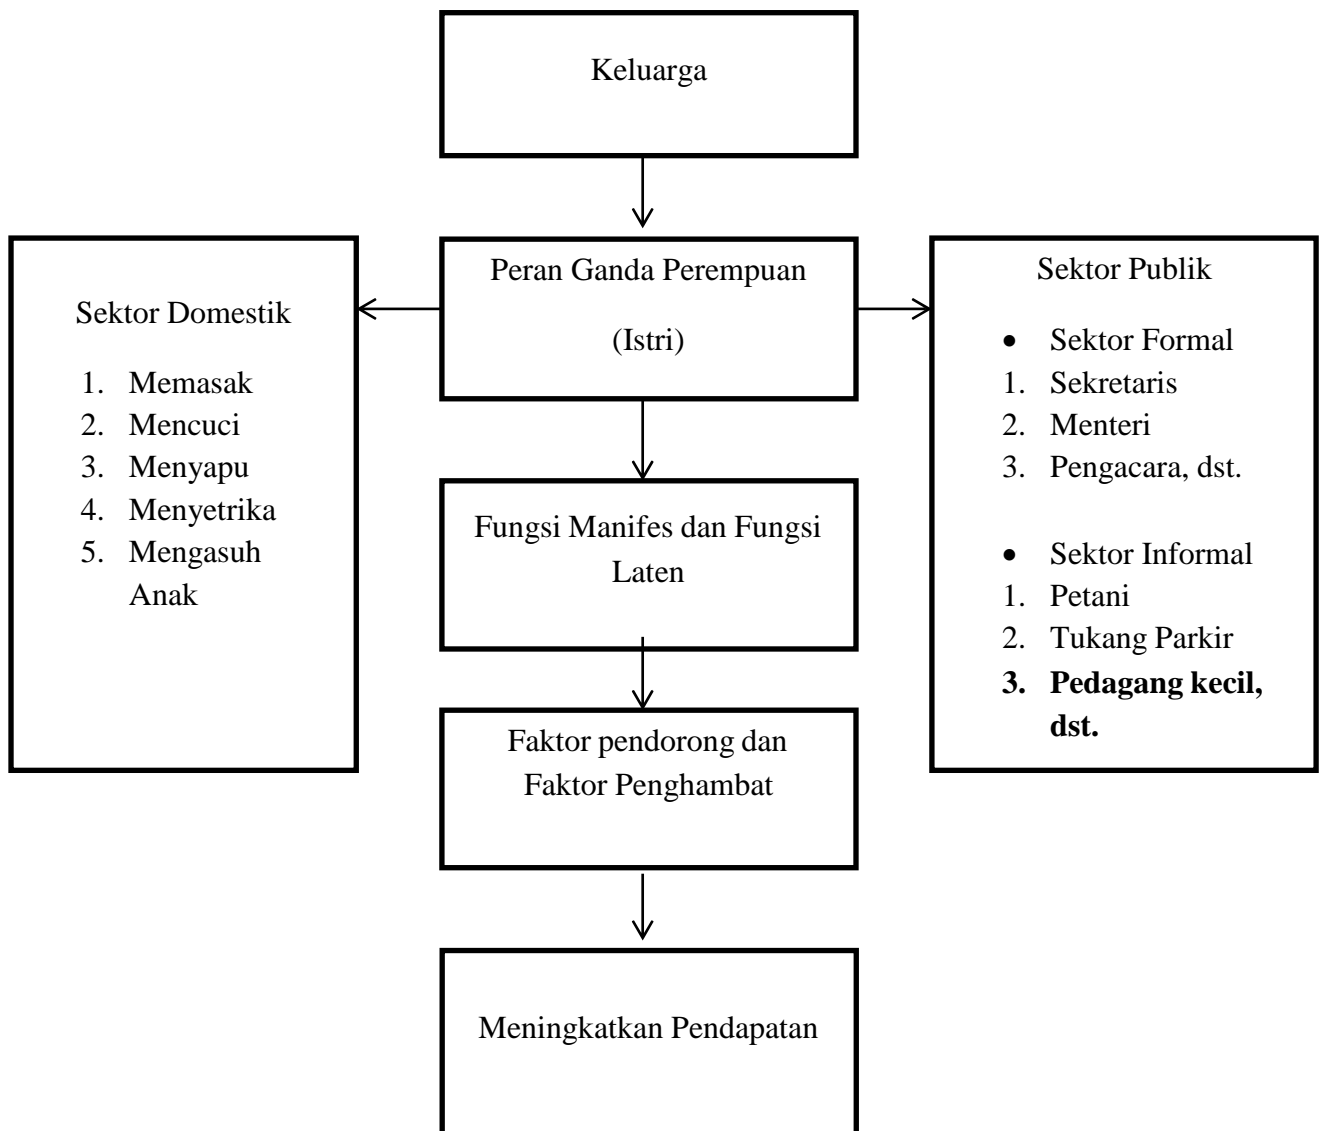 Keluarga
Peran Ganda Perempuan
(Istri)
Sektor Domestik
1. Memasak
2. Mencuci
3. Menyapu
4. Menyetrika
5. Mengasuh
Anak
Sektor Publik
• Sektor Formal
1. Sekretaris
2. Menteri
3. Pengacara, dst.
• Sektor Informal
1. Petani
2. Tukang Parkir
3. Pedagang kecil,
dst.
Fungsi Manifes dan Fungsi
Laten
Faktor pendorong dan
Faktor Penghambat
Meningkatkan Pendapatan